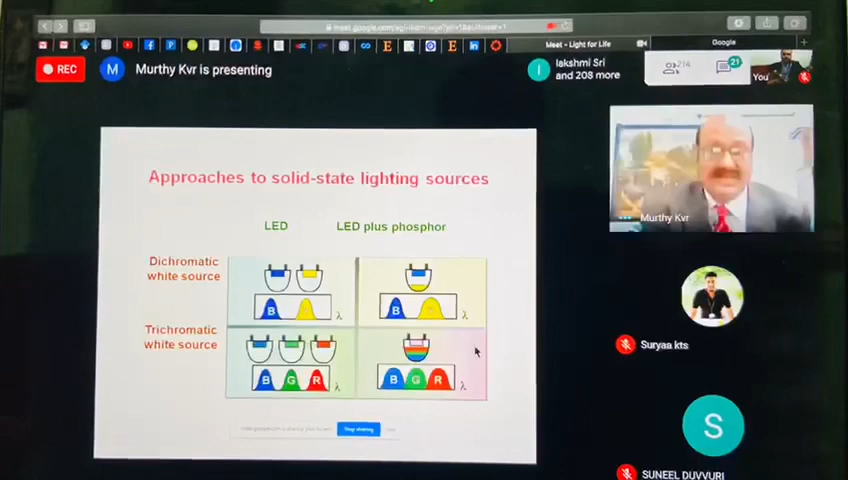 Meet - Light for Life
Google
REC
M
Murthy Kvr is presenting
I
lakshmi Sri
and 208 more
214
21
You
Approaches to solid-state lighting sources
LED
LED plus phosphor
Dichromatic
white source
B
λ
B
λ
Trichromatic
white source
B G R
λ
B G R
λ
Stop sharing
Murthy Kvr
Suryaa kts
S
SUNEEL DUVVURI